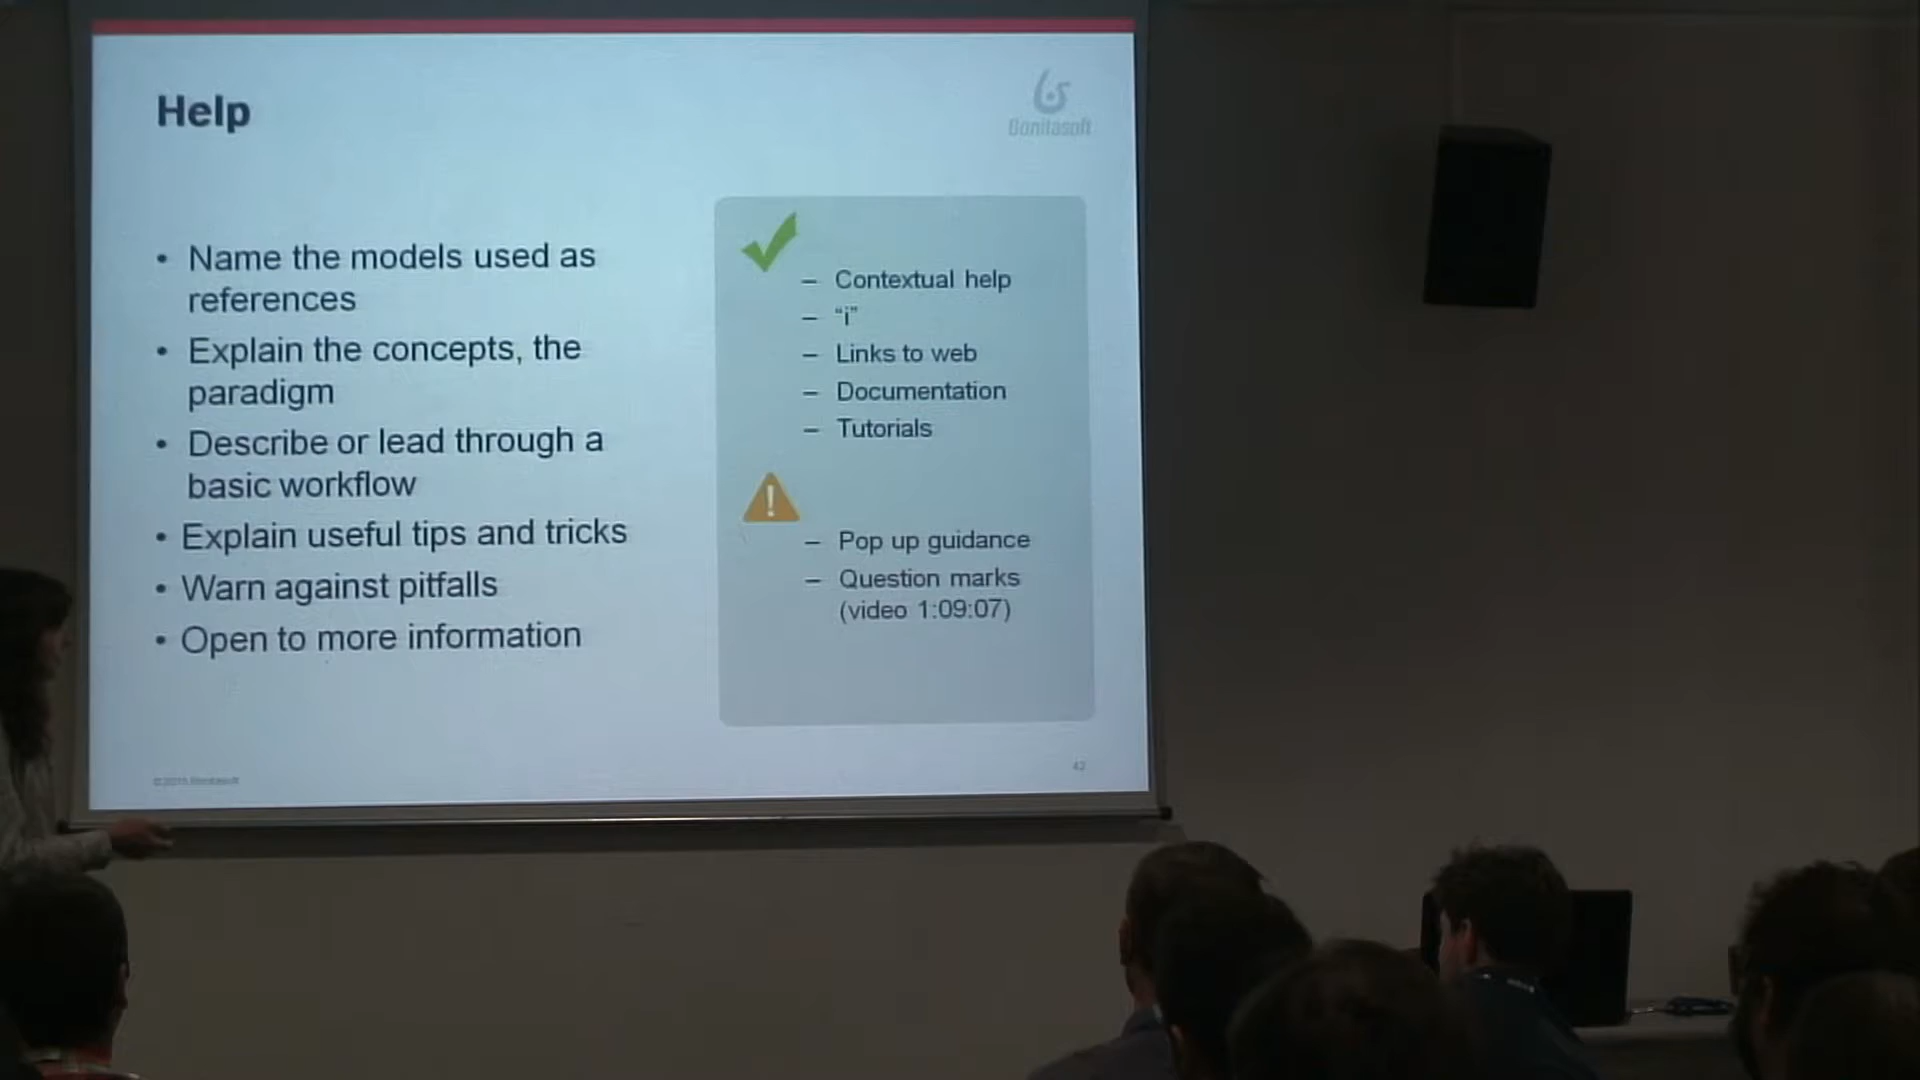 Help
Bonitasoft
• Name the models used as
references
• Explain the concepts, the
paradigm
• Describe or lead through a
basic workflow
• Explain useful tips and tricks
• Warn against pitfalls
• Open to more information
– Contextual help
– “i”
– Links to web
– Documentation
– Tutorials
!
– Pop up guidance
– Question marks
(video 1:09:07)
42